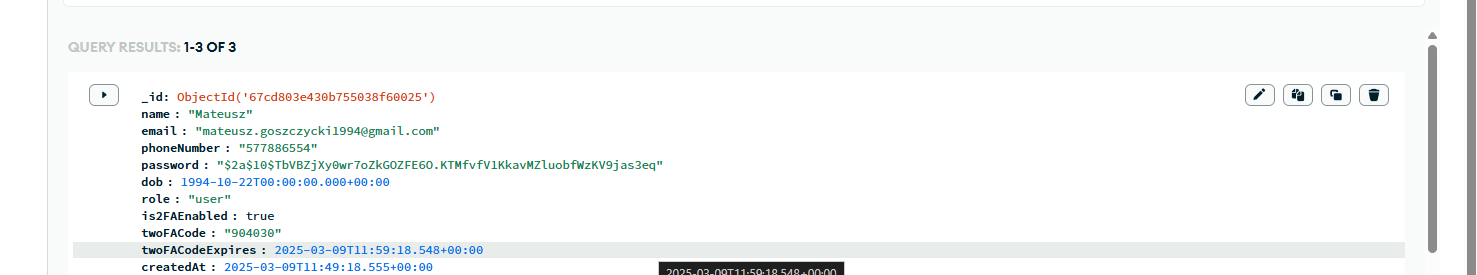 QUERY RESULTS: 1-3 OF 3
_id: ObjectId('67cd803e430b755038f60025')
name : "Mateusz"
email : "mateusz.goszczycki1994@gmail.com"
phoneNumber : "577886554"
password : "$2a$10$TbVBZjXy0wr7oZkGOZFE6O.KTMfvfV1KkavMZluobfWzKV9jas3eq"
dob : 1994-10-22T00:00:00.000+00:00
role : "user"
is2FAEnabled : true
twoFACode : "904030"
twoFACodeExpires : 2025-03-09T11:59:18.548+00:00
createdAt : 2025-03-09T11:49:18.555+00:00
2025-03-09T11:59:18.548+00:00